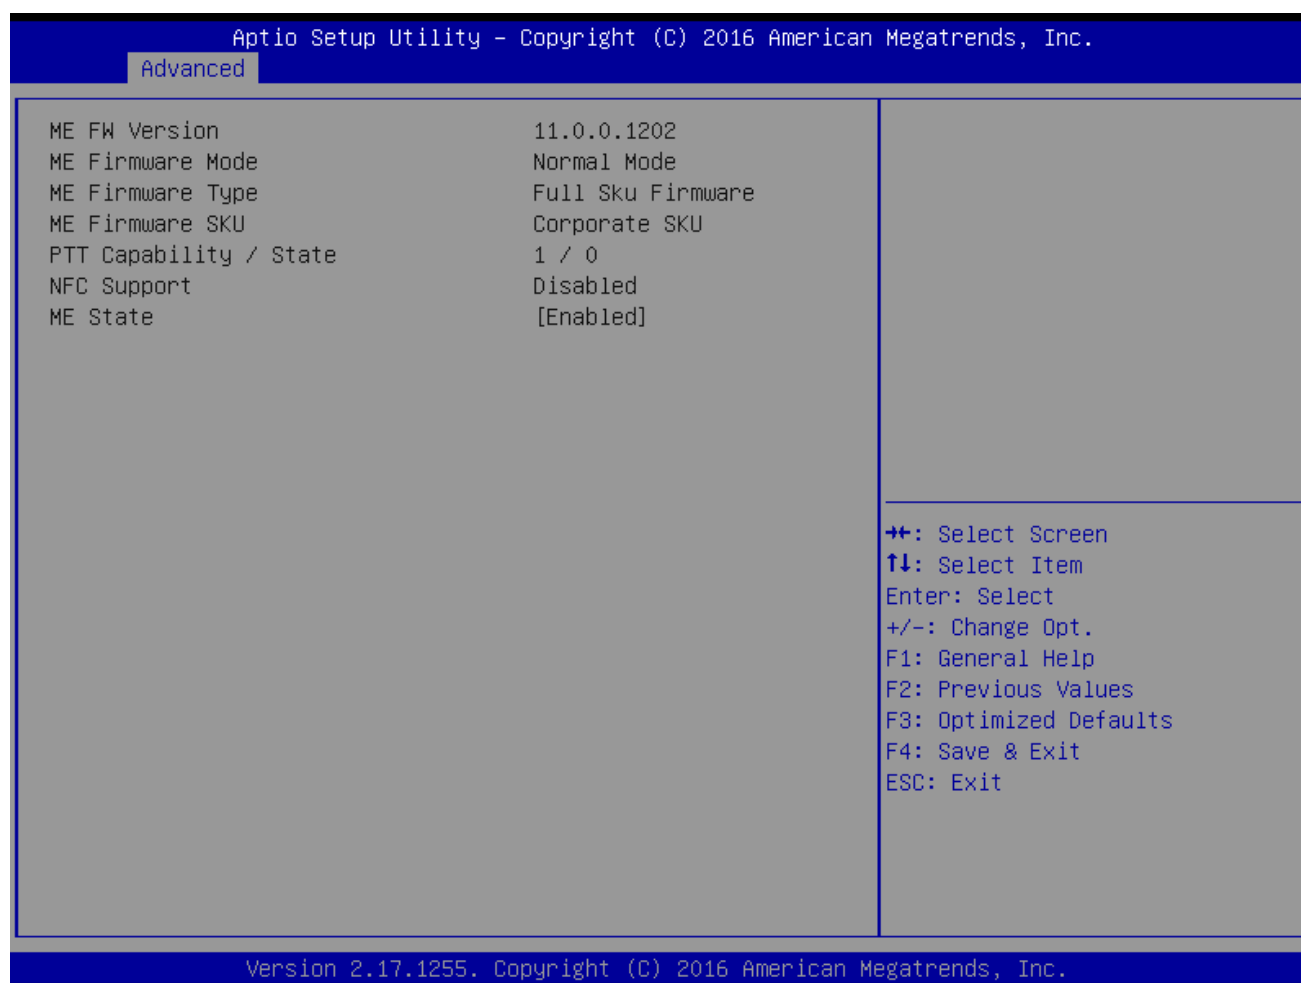 Aptio Setup Utility – Copyright (C) 2016 American Megatrends, Inc.
Advanced
ME FW Version 11.0.0.1202
ME Firmware Mode Normal Mode
ME Firmware Type Full Sku Firmware
ME Firmware SKU Corporate SKU
PTT Capability / State 1 / 0
NFC Support Disabled
ME State [Enabled]
→←: Select Screen
↑↓: Select Item
Enter: Select
+/-: Change Opt.
F1: General Help
F2: Previous Values
F3: Optimized Defaults
F4: Save & Exit
ESC: Exit
Version 2.17.1255. Copyright (C) 2016 American Megatrends, Inc.